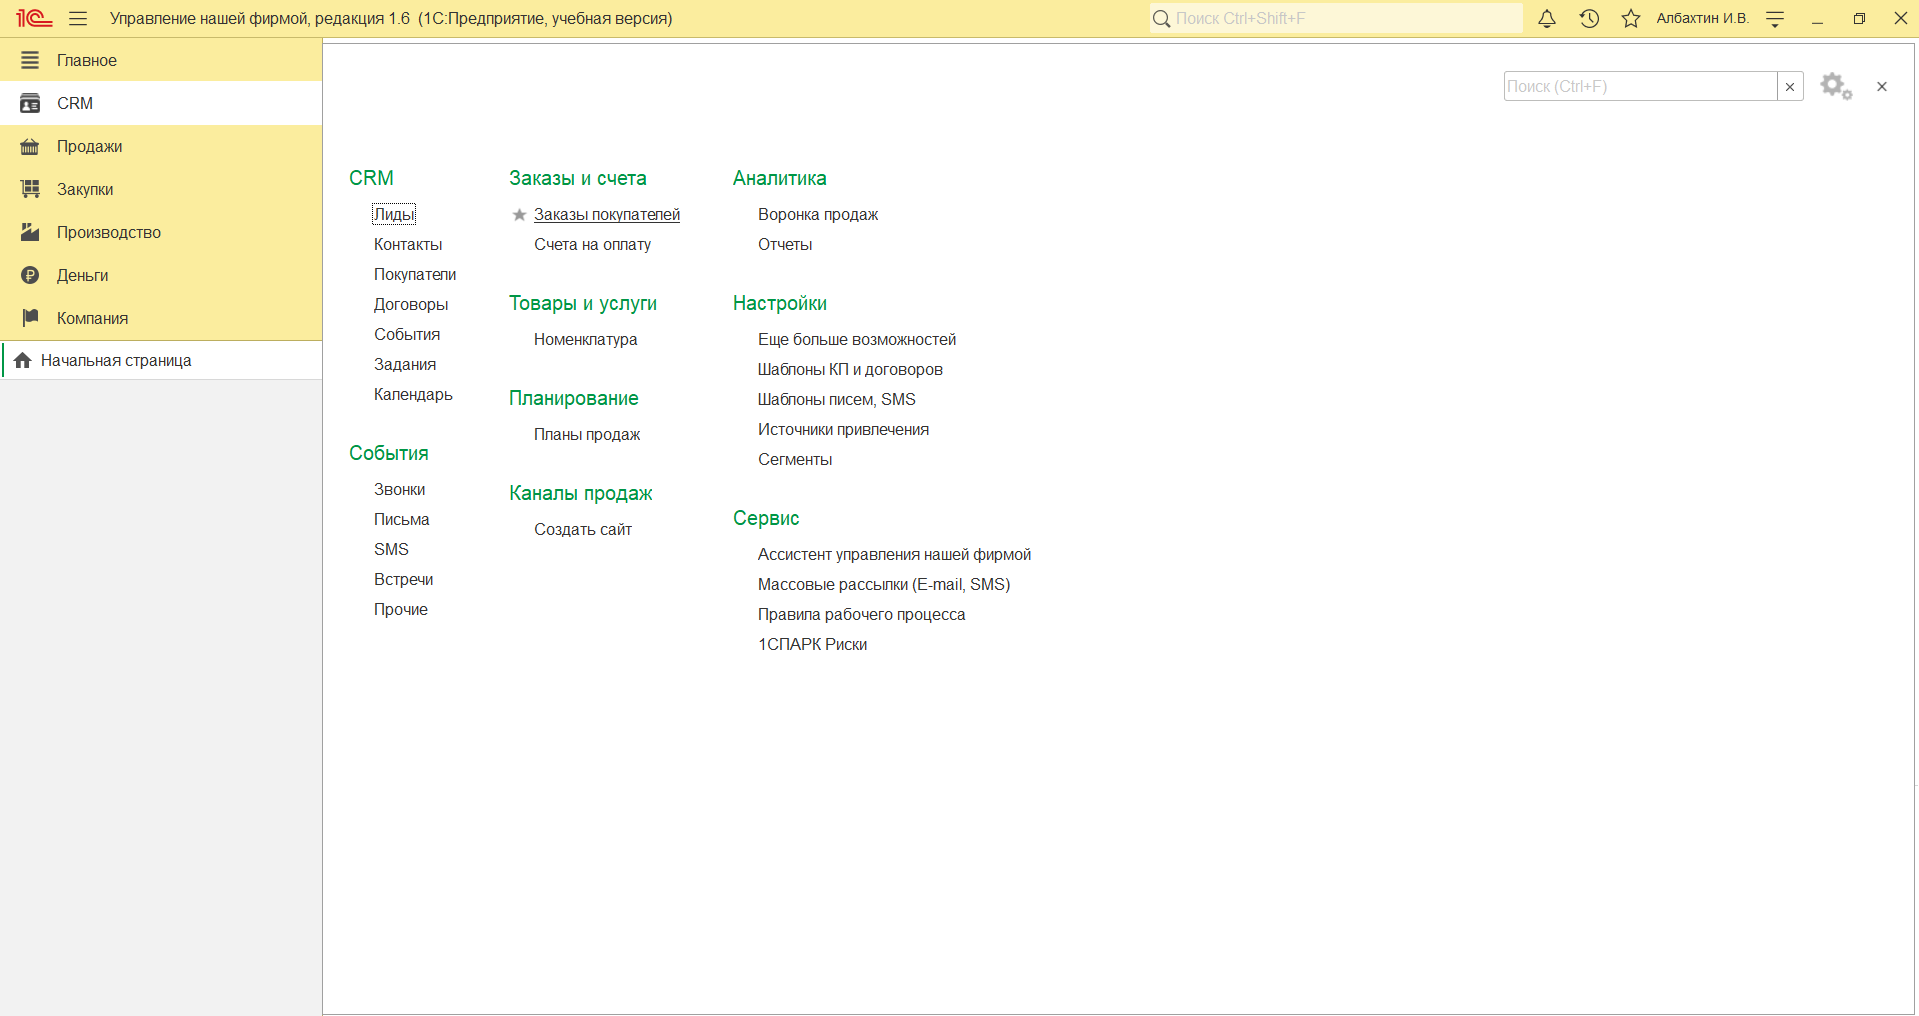 1С Управление нашей фирмой, редакция 1.6 (1С:Предприятие, учебная версия)
Поиск Ctrl+Shift+F
Албахтин И.В.
Главное
CRM
Продажи
Закупки
Производство
Деньги
Компания
Начальная страница
Поиск (Ctrl+F)
CRM
Лиды
Контакты
Покупатели
Договоры
События
Задания
Календарь
События
Звонки
Письма
SMS
Встречи
Прочие
Заказы и счета
Заказы покупателей
Счета на оплату
Товары и услуги
Номенклатура
Планирование
Планы продаж
Каналы продаж
Создать сайт
Аналитика
Воронка продаж
Отчеты
Настройки
Еще больше возможностей
Шаблоны КП и договоров
Шаблоны писем, SMS
Источники привлечения
Сегменты
Сервис
Ассистент управления нашей фирмой
Массовые рассылки (E-mail, SMS)
Правила рабочего процесса
1СПАРК Риски